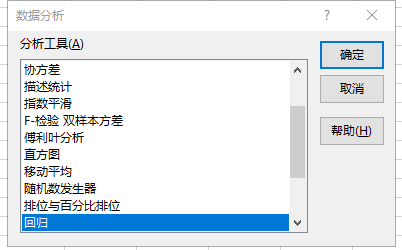 数据分析
?
×
分析工具(A)
协方差
描述统计
指数平滑
F-检验 双样本方差
傅利叶分析
直方图
移动平均
随机数发生器
排位与百分比排位
回归
确定
取消
帮助(H)